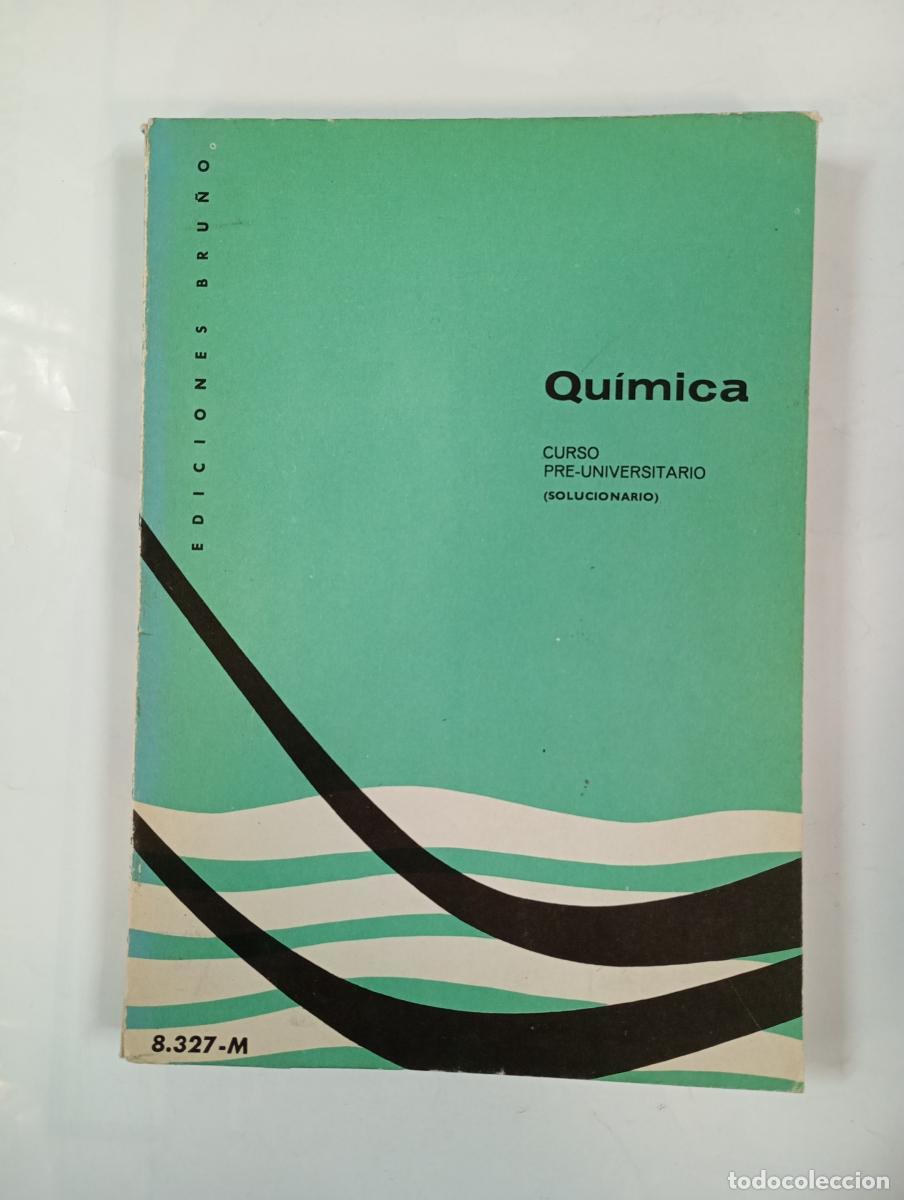 EDICIONES BRUÑO
Química
CURSO
PRE-UNIVERSITARIO
(SOLUCIONARIO)
8.327-M
todocoleccion